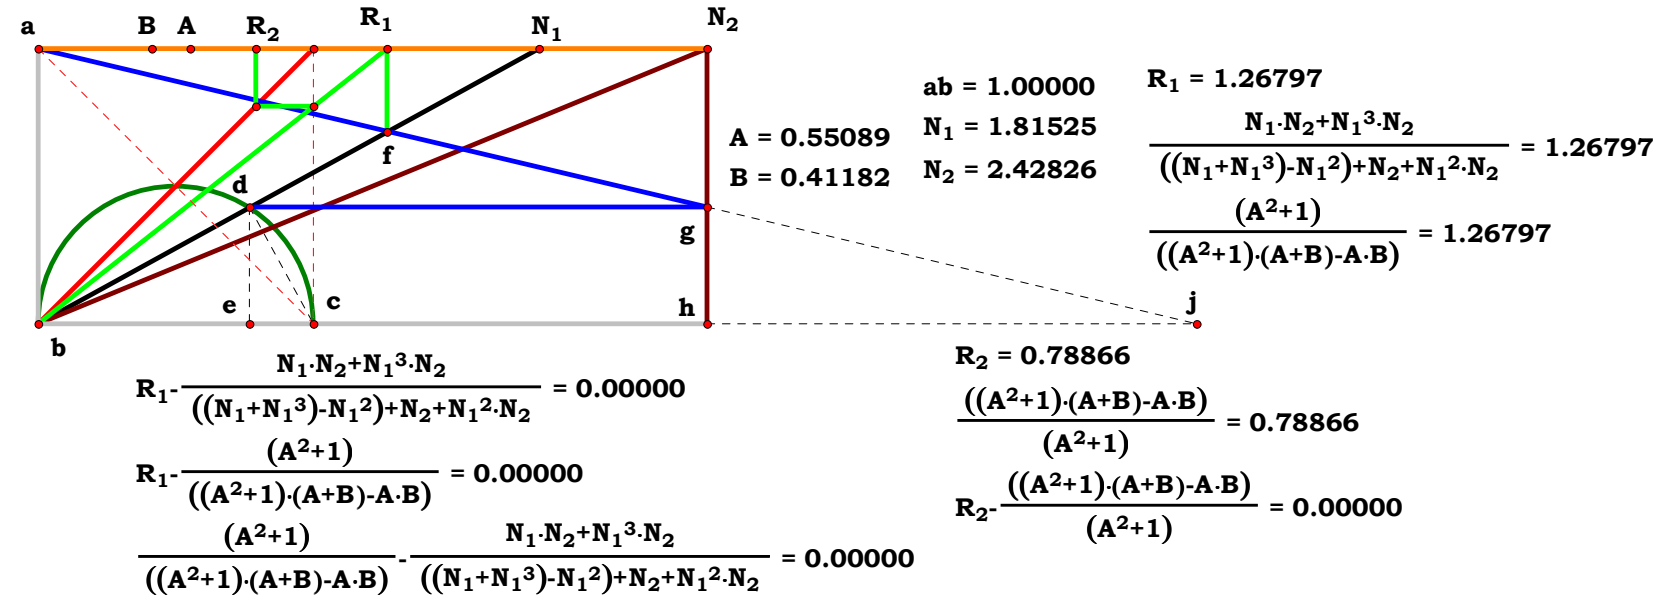 a B A R₂ R₁ N₁ N₂
f
d
g
e c h j
b
ab = 1.00000
N₁ = 1.81525
N₂ = 2.42826
A = 0.55089
B = 0.41182
R₁ = 1.26797
N₁·N₂+N₁³·N₂
((N₁+N₁³)-N₁²)+N₂+N₁²·N₂ = 1.26797
(A²+1)
((A²+1)·(A+B)-A·B) = 1.26797
R₁- N₁·N₂+N₁³·N₂
((N₁+N₁³)-N₁²)+N₂+N₁²·N₂ = 0.00000
R₁- (A²+1)
((A²+1)·(A+B)-A·B) = 0.00000
(A²+1) - N₁·N₂+N₁³·N₂
((A²+1)·(A+B)-A·B) ((N₁+N₁³)-N₁²)+N₂+N₁²·N₂ = 0.00000
R₂ = 0.78866
((A²+1)·(A+B)-A·B)
(A²+1) = 0.78866
R₂- ((A²+1)·(A+B)-A·B)
(A²+1) = 0.00000